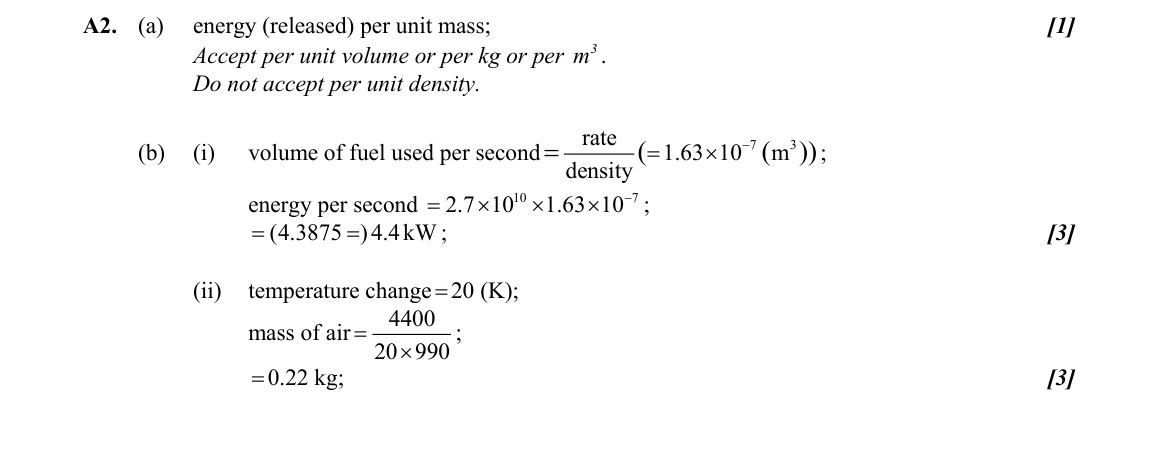 A2. (a) energy (released) per unit mass; [1]
Accept per unit volume or per kg or per m³.
Do not accept per unit density.
(b) (i) volume of fuel used per second = rate/density (=1.63×10⁻⁷ (m³));
energy per second = 2.7×10¹⁰ ×1.63×10⁻⁷;
= (4.3875 =) 4.4 kW; [3]
(ii) temperature change = 20 (K);
mass of air = 4400/(20×990);
= 0.22 kg; [3]